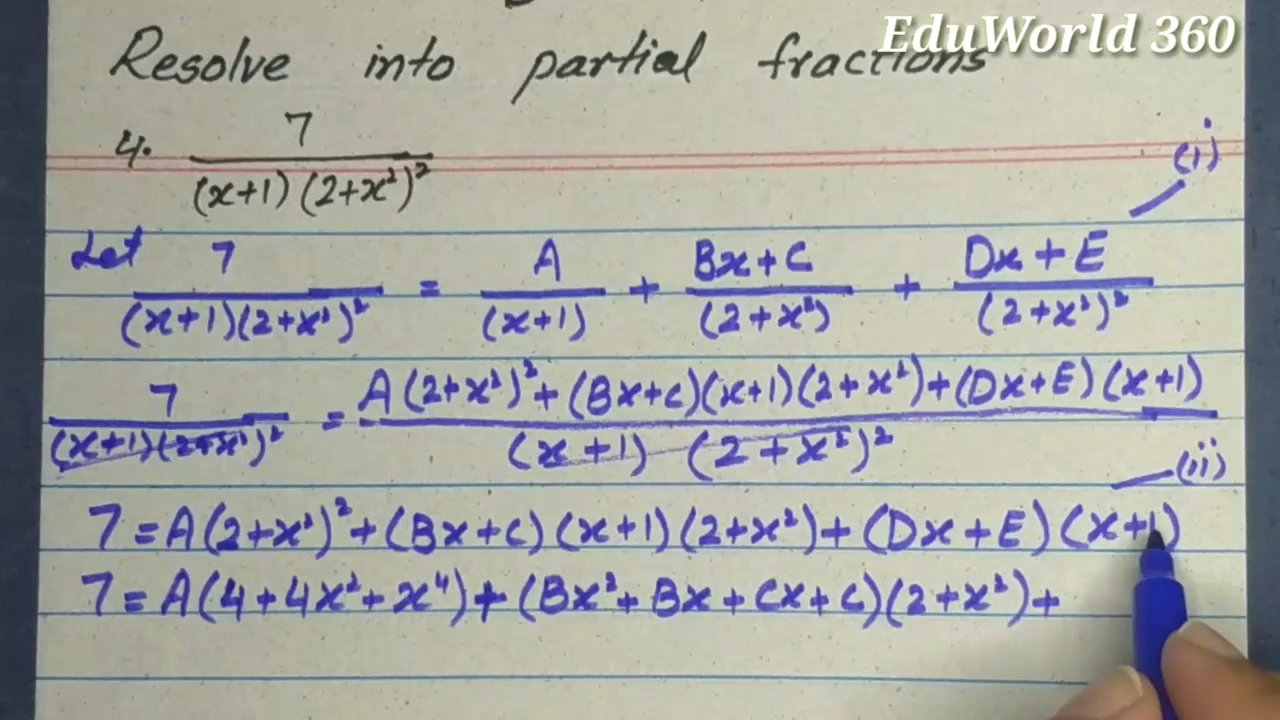 EduWorld 360
Resolve into partial fractions
4. 7/((x+1)(2+x²)²)
(i)
Let 7/((x+1)(2+x²)²) = A/(x+1) + (Bx+C)/(2+x²) + (Dx+E)/(2+x²)²
7/((x+1)(2+x²)²) = (A(2+x²)²+(Bx+C)(x+1)(2+x²)+(Dx+E)(x+1))/((x+1)(2+x²)²)
(ii)
7=A(2+x²)²+(Bx+C)(x+1)(2+x²)+(Dx+E)(x+1)
7=A(4+4x²+x⁴)+(Bx²+Bx+Cx+C)(2+x²)+